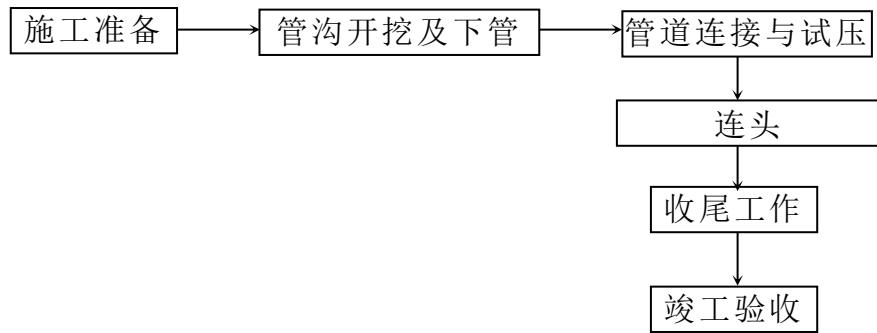 施工准备
管沟开挖及下管
管道连接与试压
连头
收尾工作
竣工验收